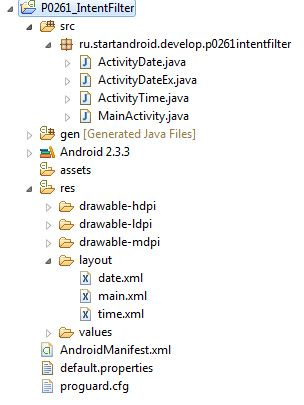 P0261_IntentFilter
src
ru.startandroid.develop.p0261intentfilter
ActivityDate.java
ActivityDateEx.java
ActivityTime.java
MainActivity.java
gen [Generated Java Files]
Android 2.3.3
assets
res
drawable-hdpi
drawable-ldpi
drawable-mdpi
layout
date.xml
main.xml
time.xml
values
AndroidManifest.xml
default.properties
proguard.cfg